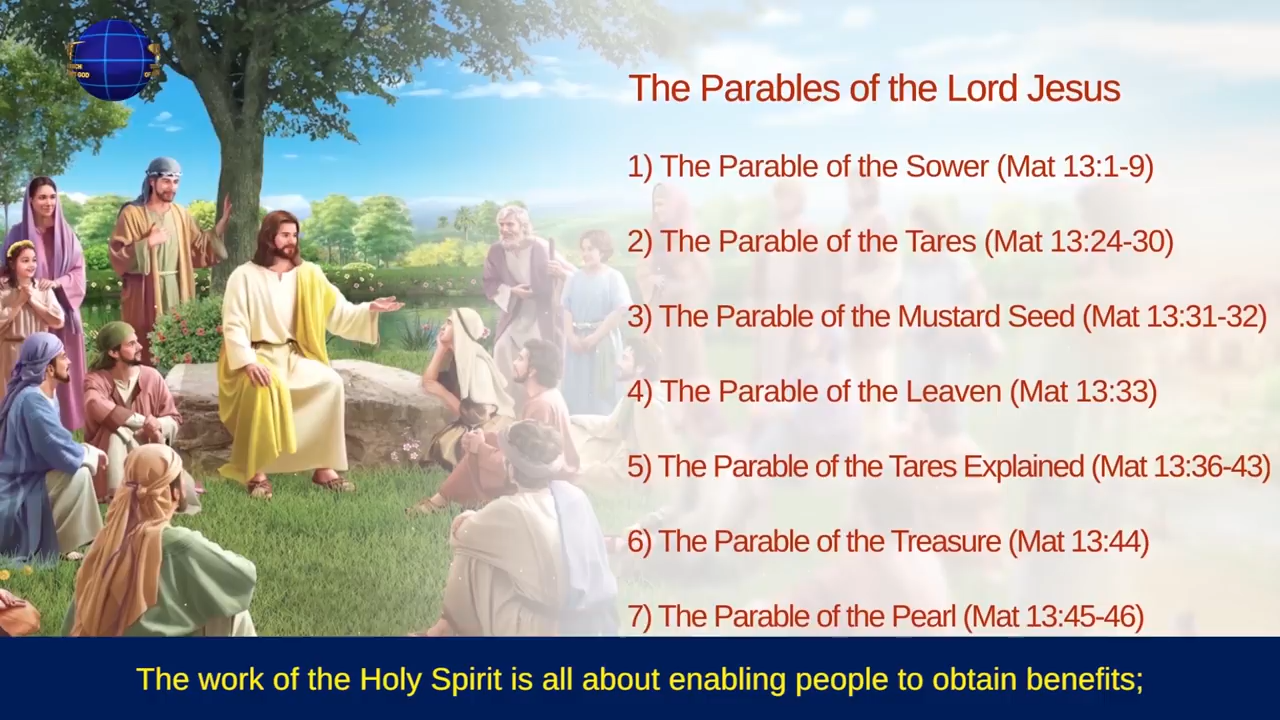 The Parables of the Lord Jesus
1) The Parable of the Sower (Mat 13:1-9)
2) The Parable of the Tares (Mat 13:24-30)
3) The Parable of the Mustard Seed (Mat 13:31-32)
4) The Parable of the Leaven (Mat 13:33)
5) The Parable of the Tares Explained (Mat 13:36-43)
6) The Parable of the Treasure (Mat 13:44)
7) The Parable of the Pearl (Mat 13:45-46)
The work of the Holy Spirit is all about enabling people to obtain benefits;